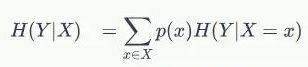 H(Y|X) = ∑_{x∈X} p(x)H(Y|X = x)